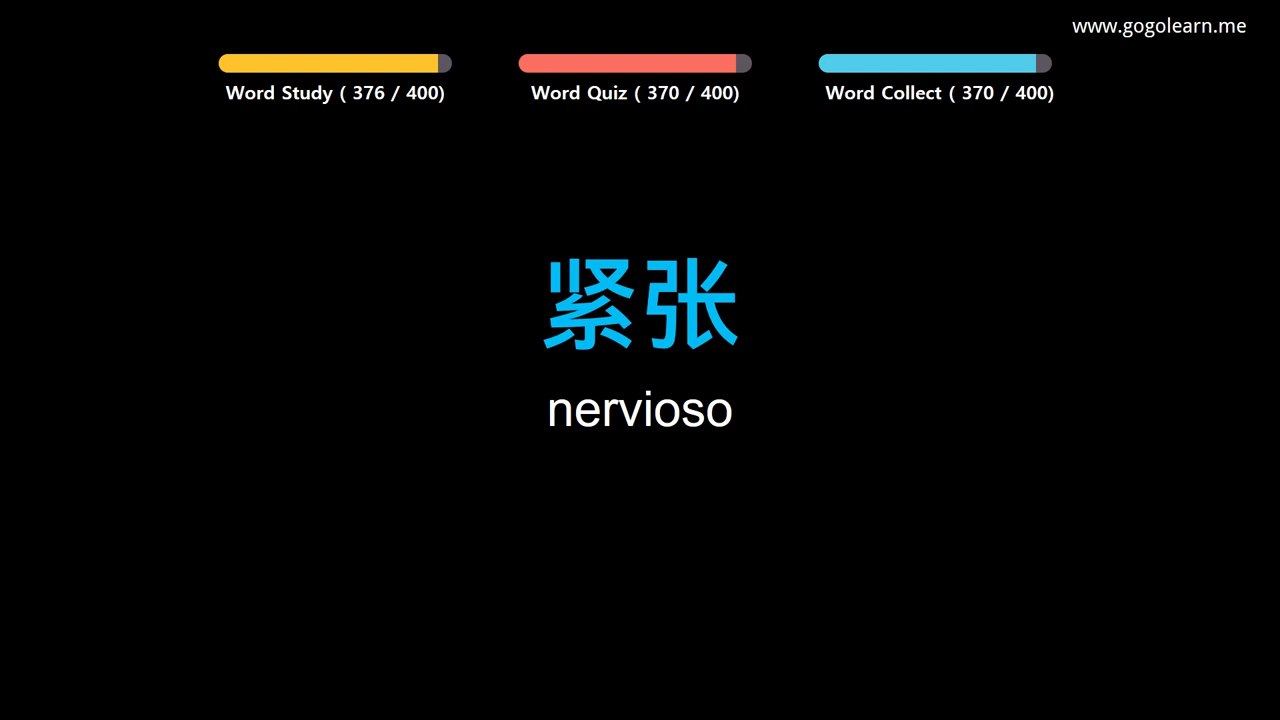 www.gogolearn.me
Word Study ( 376 / 400)
Word Quiz ( 370 / 400)
Word Collect ( 370 / 400)
紧张
nervioso